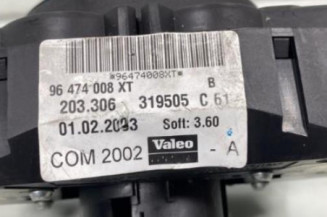 *96474008XT*
96 474 008 XT B
203.306 319505 C 61
01.02.2003 Soft: 3.60
COM 2002 Valeo - A